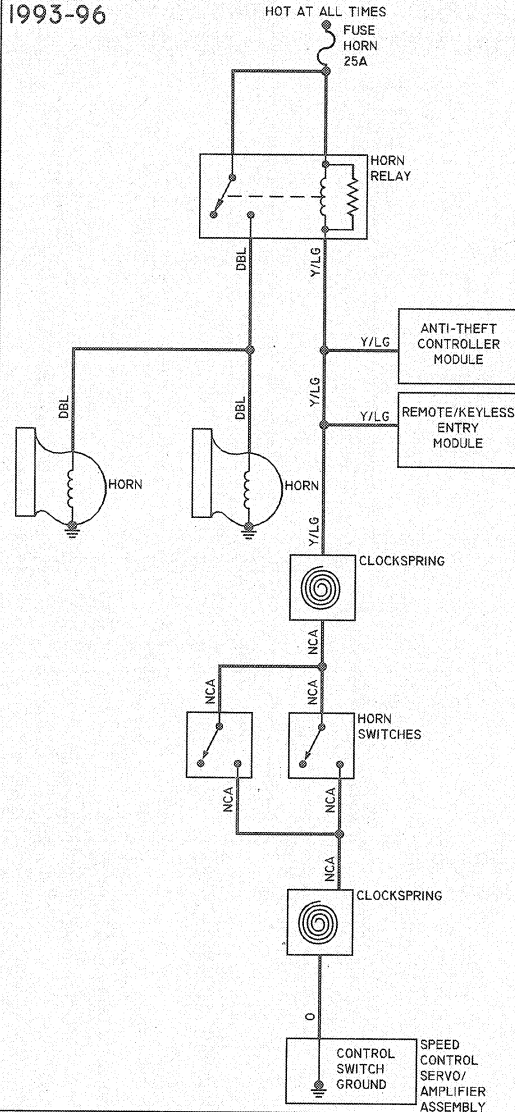 1993-96
HOT AT ALL TIMES
FUSE
HORN
25A
HORN
RELAY
DBL
Y/LG
Y/LG
ANTI-THEFT
CONTROLLER
MODULE
DBL
DBL
Y/LG
Y/LG
REMOTE/KEYLESS
ENTRY
MODULE
HORN
HORN
Y/LG
CLOCKSPRING
NCA
NCA
NCA
HORN
SWITCHES
NCA
NCA
NCA
CLOCKSPRING
O
CONTROL
SWITCH
GROUND
SPEED
CONTROL
SERVO/
AMPLIFIER
ASSEMBLY